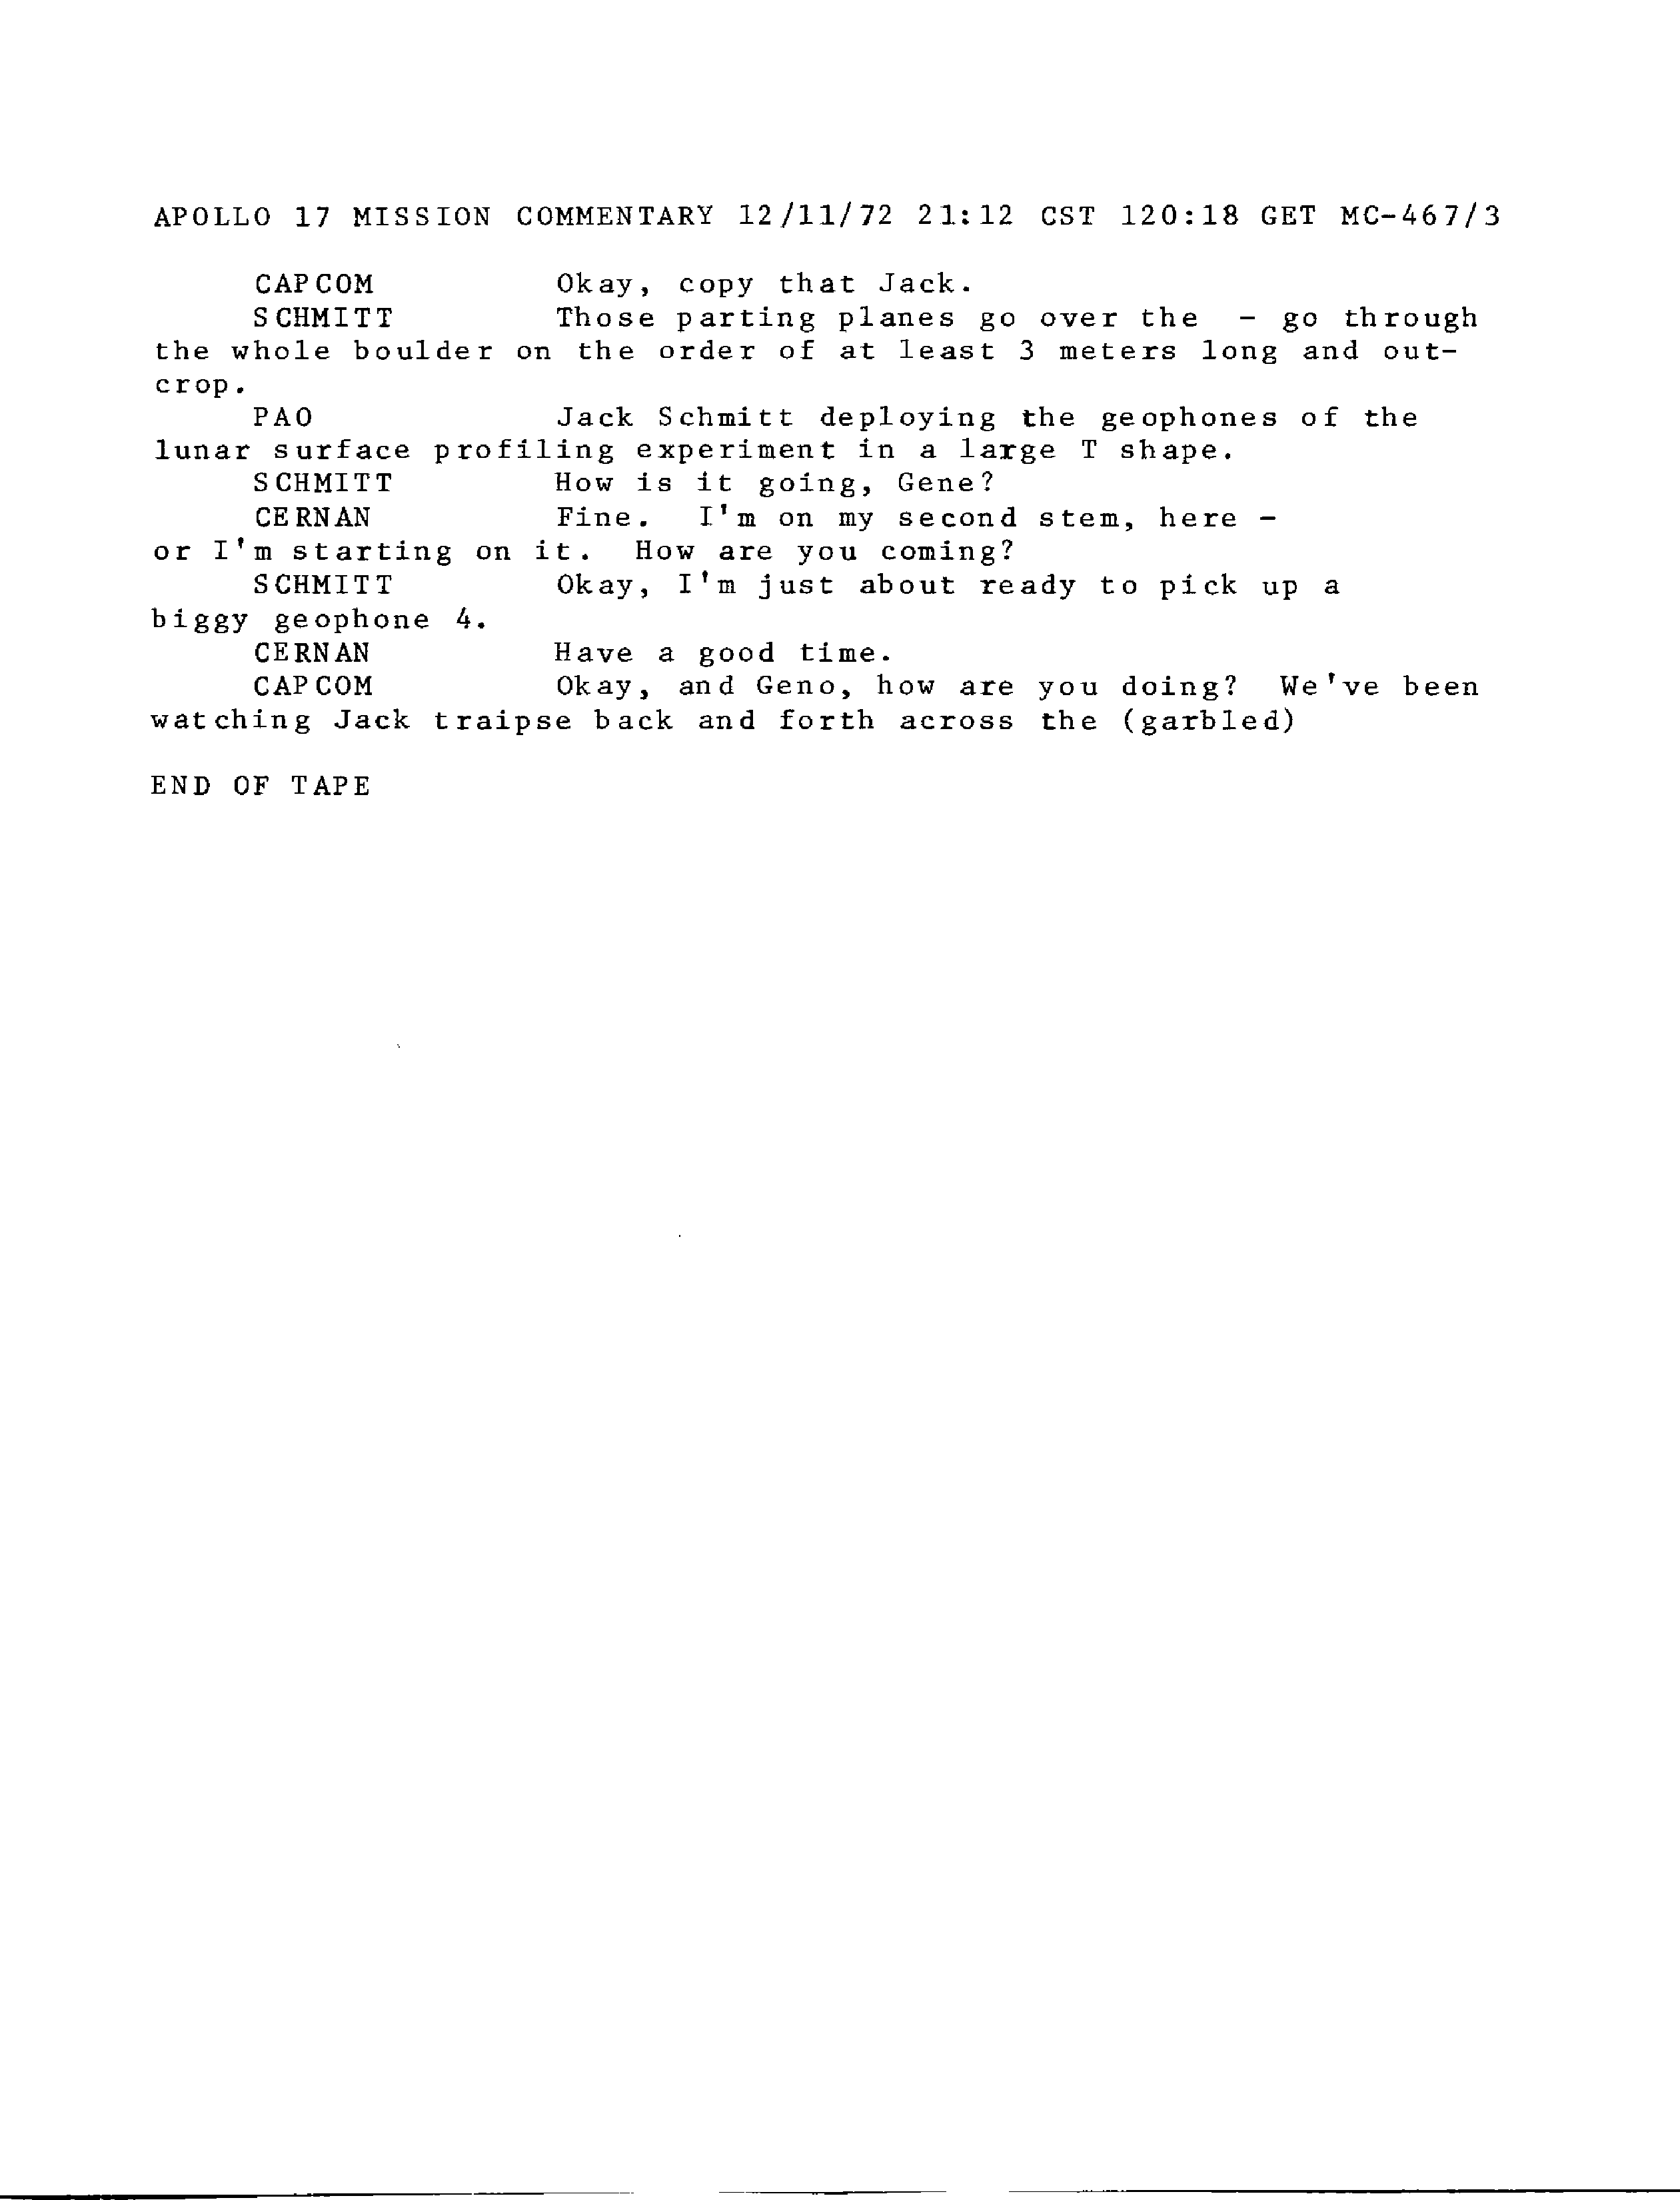 APOLLO 17 MISSION COMMENTARY 12/11/72 21:12 CST 120:18 GET MC-467/3
CAPCOM Okay, copy that Jack.
SCHMITT Those parting planes go over the - go through
the whole boulder on the order of at least 3 meters long and out-
crop.
PAO Jack Schmitt deploying the geophones of the
lunar surface profiling experiment in a large T shape.
SCHMITT How is it going, Gene?
CERNAN Fine. I'm on my second stem, here -
or I'm starting on it. How are you coming?
SCHMITT Okay, I'm just about ready to pick up a
biggy geophone 4.
CERNAN Have a good time.
CAPCOM Okay, and Geno, how are you doing? We've been
watching Jack traipse back and forth across the (garbled)
END OF TAPE